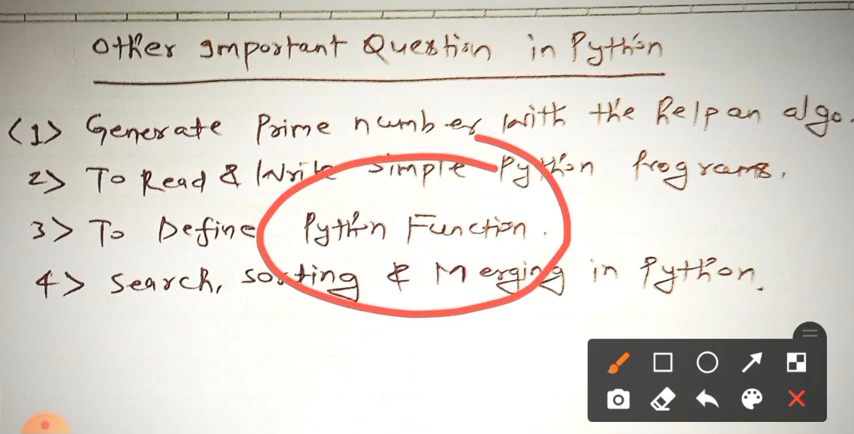 Other Important Question in Python
(1) Generate Prime number with the help an algo.
2> To Read & Write Simple Python Programs.
3> To Define Python Function.
4> Search, Sorting & Merging in Python.